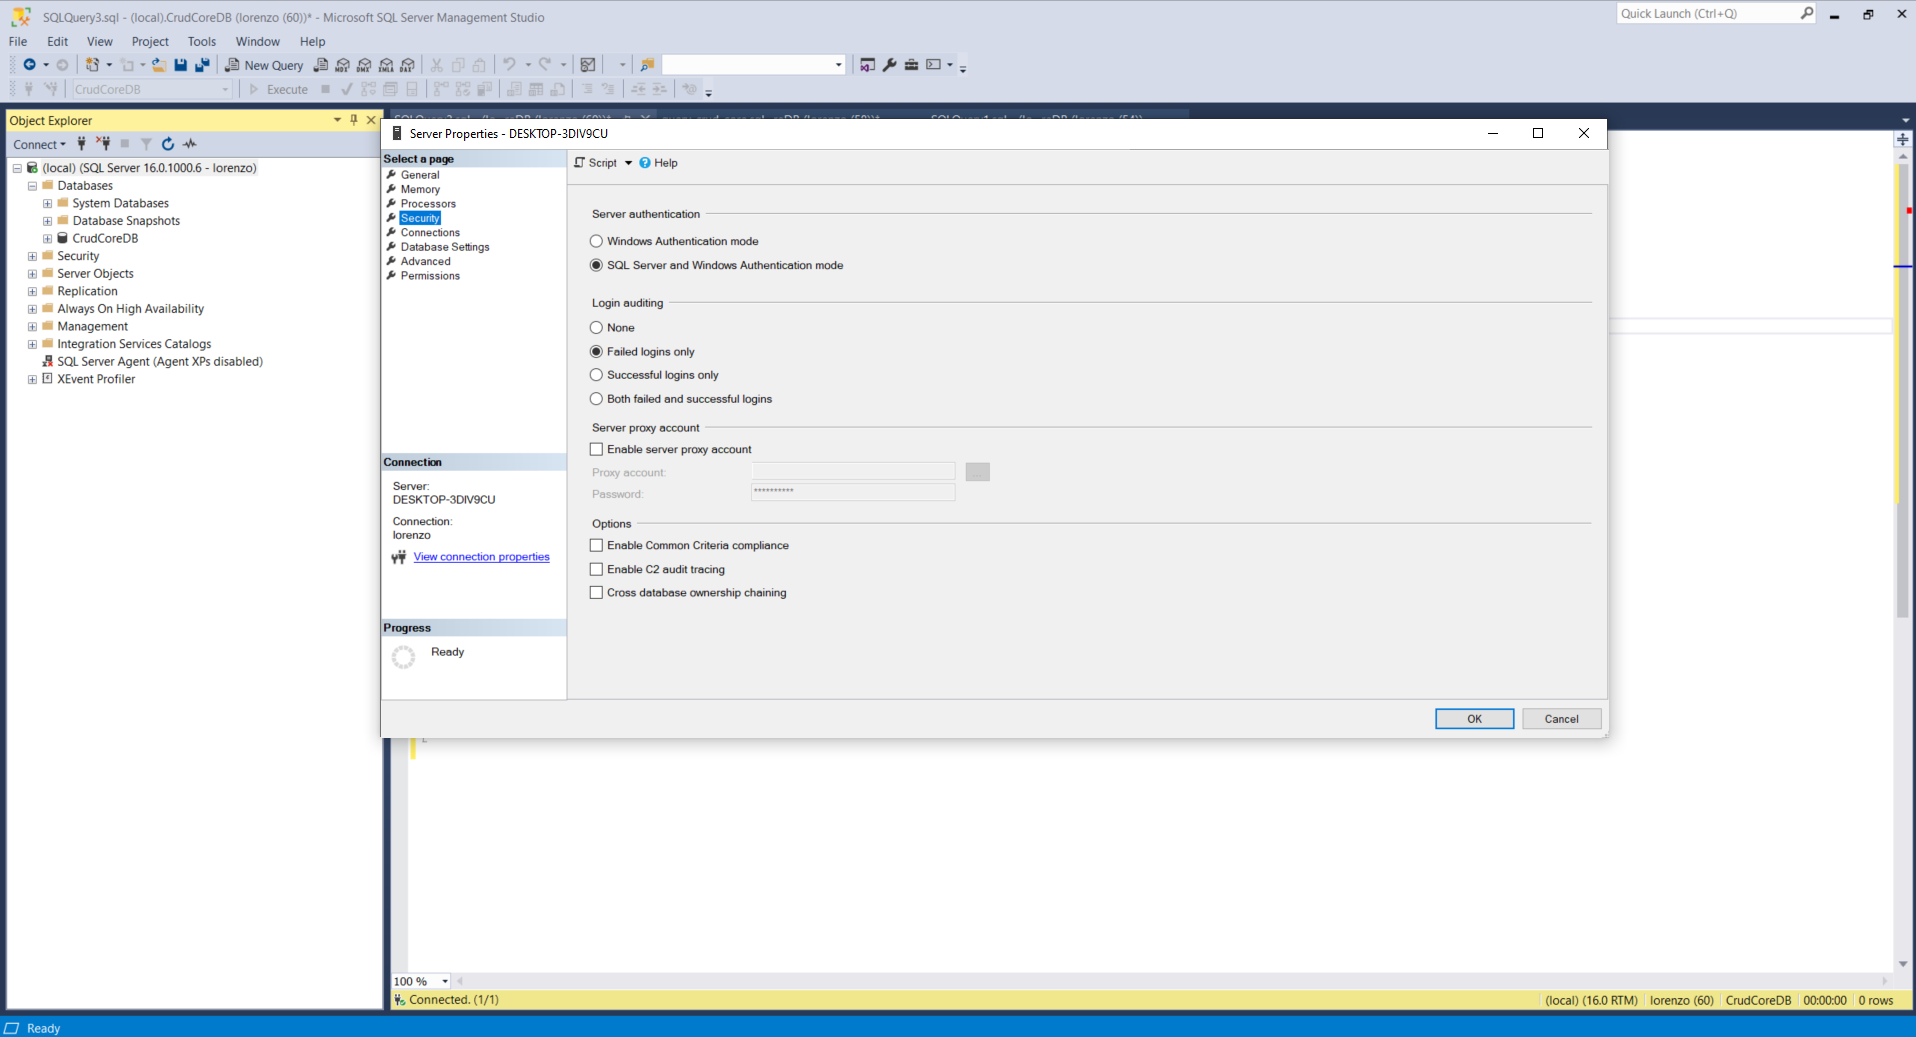 SQLQuery3.sql - (local).CrudCoreDB (lorenzo (60))* - Microsoft SQL Server Management Studio
Quick Launch (Ctrl+Q)
File Edit View Project Tools Window Help
New Query
MDX DMX XMLA DAX
CrudCoreDB
Execute
Object Explorer
Connect
(local) (SQL Server 16.0.1000.6 - lorenzo)
Databases
System Databases
Database Snapshots
CrudCoreDB
Security
Server Objects
Replication
Always On High Availability
Management
Integration Services Catalogs
SQL Server Agent (Agent XPs disabled)
XEvent Profiler
Server Properties - DESKTOP-3DIV9CU
Select a page
General
Memory
Processors
Security
Connections
Database Settings
Advanced
Permissions
Connection
Server:
DESKTOP-3DIV9CU
Connection:
lorenzo
View connection properties
Progress
Ready
Script
Help
Server authentication
Windows Authentication mode
SQL Server and Windows Authentication mode
Login auditing
None
Failed logins only
Successful logins only
Both failed and successful logins
Server proxy account
Enable server proxy account
Proxy account:
Password:
**********
Options
Enable Common Criteria compliance
Enable C2 audit tracing
Cross database ownership chaining
OK
Cancel
100 %
Connected. (1/1)
(local) (16.0 RTM) lorenzo (60) CrudCoreDB 00:00:00 0 rows
Ready